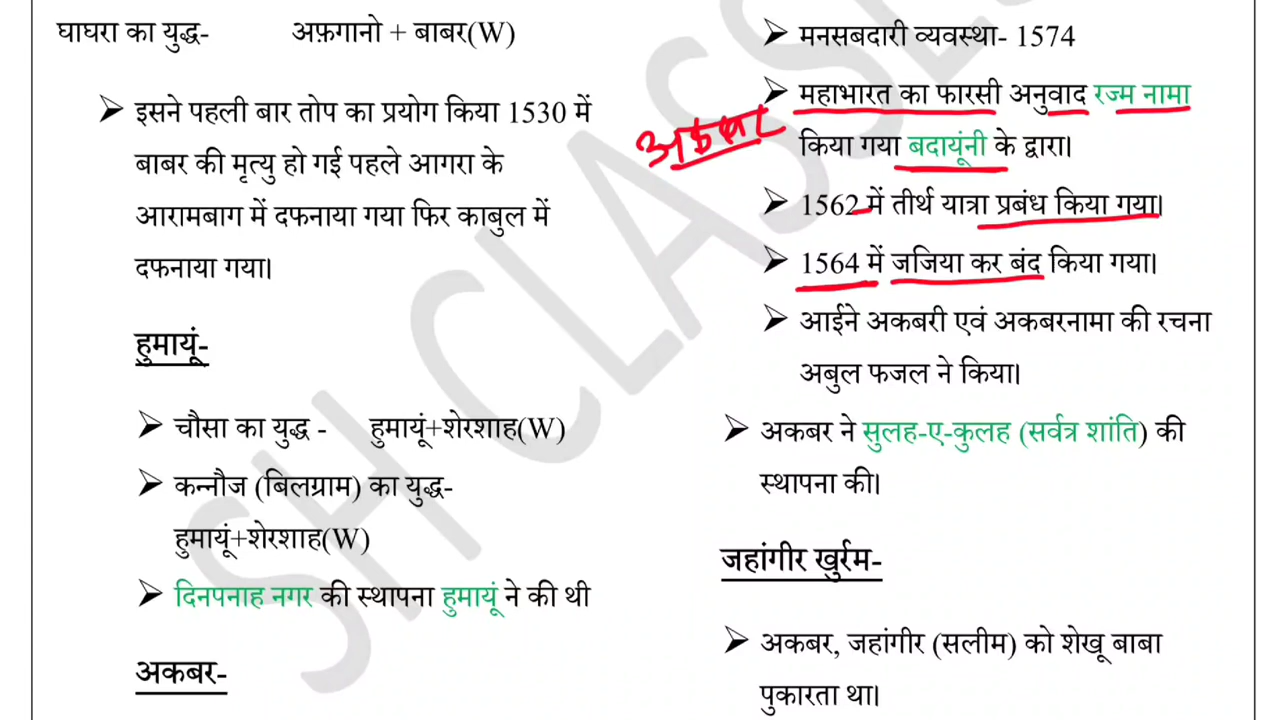 घाघरा का युद्ध- अफ़गानो + बाबर(W)
इसने पहली बार तोप का प्रयोग किया 1530 में
बाबर की मृत्यु हो गई पहले आगरा के
आरामबाग में दफनाया गया फिर काबुल में
दफनाया गया।
हुमायूं-
चौसा का युद्ध - हुमायूं+शेरशाह(W)
कन्नौज (बिलग्राम) का युद्ध-
हुमायूं+शेरशाह(W)
दिनपनाह नगर की स्थापना हुमायूं ने की थी
अकबर-
मनसबदारी व्यवस्था- 1574
महाभारत का फारसी अनुवाद रज्म नामा
अकबर
किया गया बदायूंनी के द्वारा।
1562 में तीर्थ यात्रा प्रबंध किया गया।
1564 में जजिया कर बंद किया गया।
आईने अकबरी एवं अकबरनामा की रचना
अबुल फजल ने किया।
अकबर ने सुलह-ए-कुलह (सर्वत्र शांति) की
स्थापना की।
जहांगीर खुर्रम-
अकबर, जहांगीर (सलीम) को शेखू बाबा
पुकारता था।
SH CLASSES